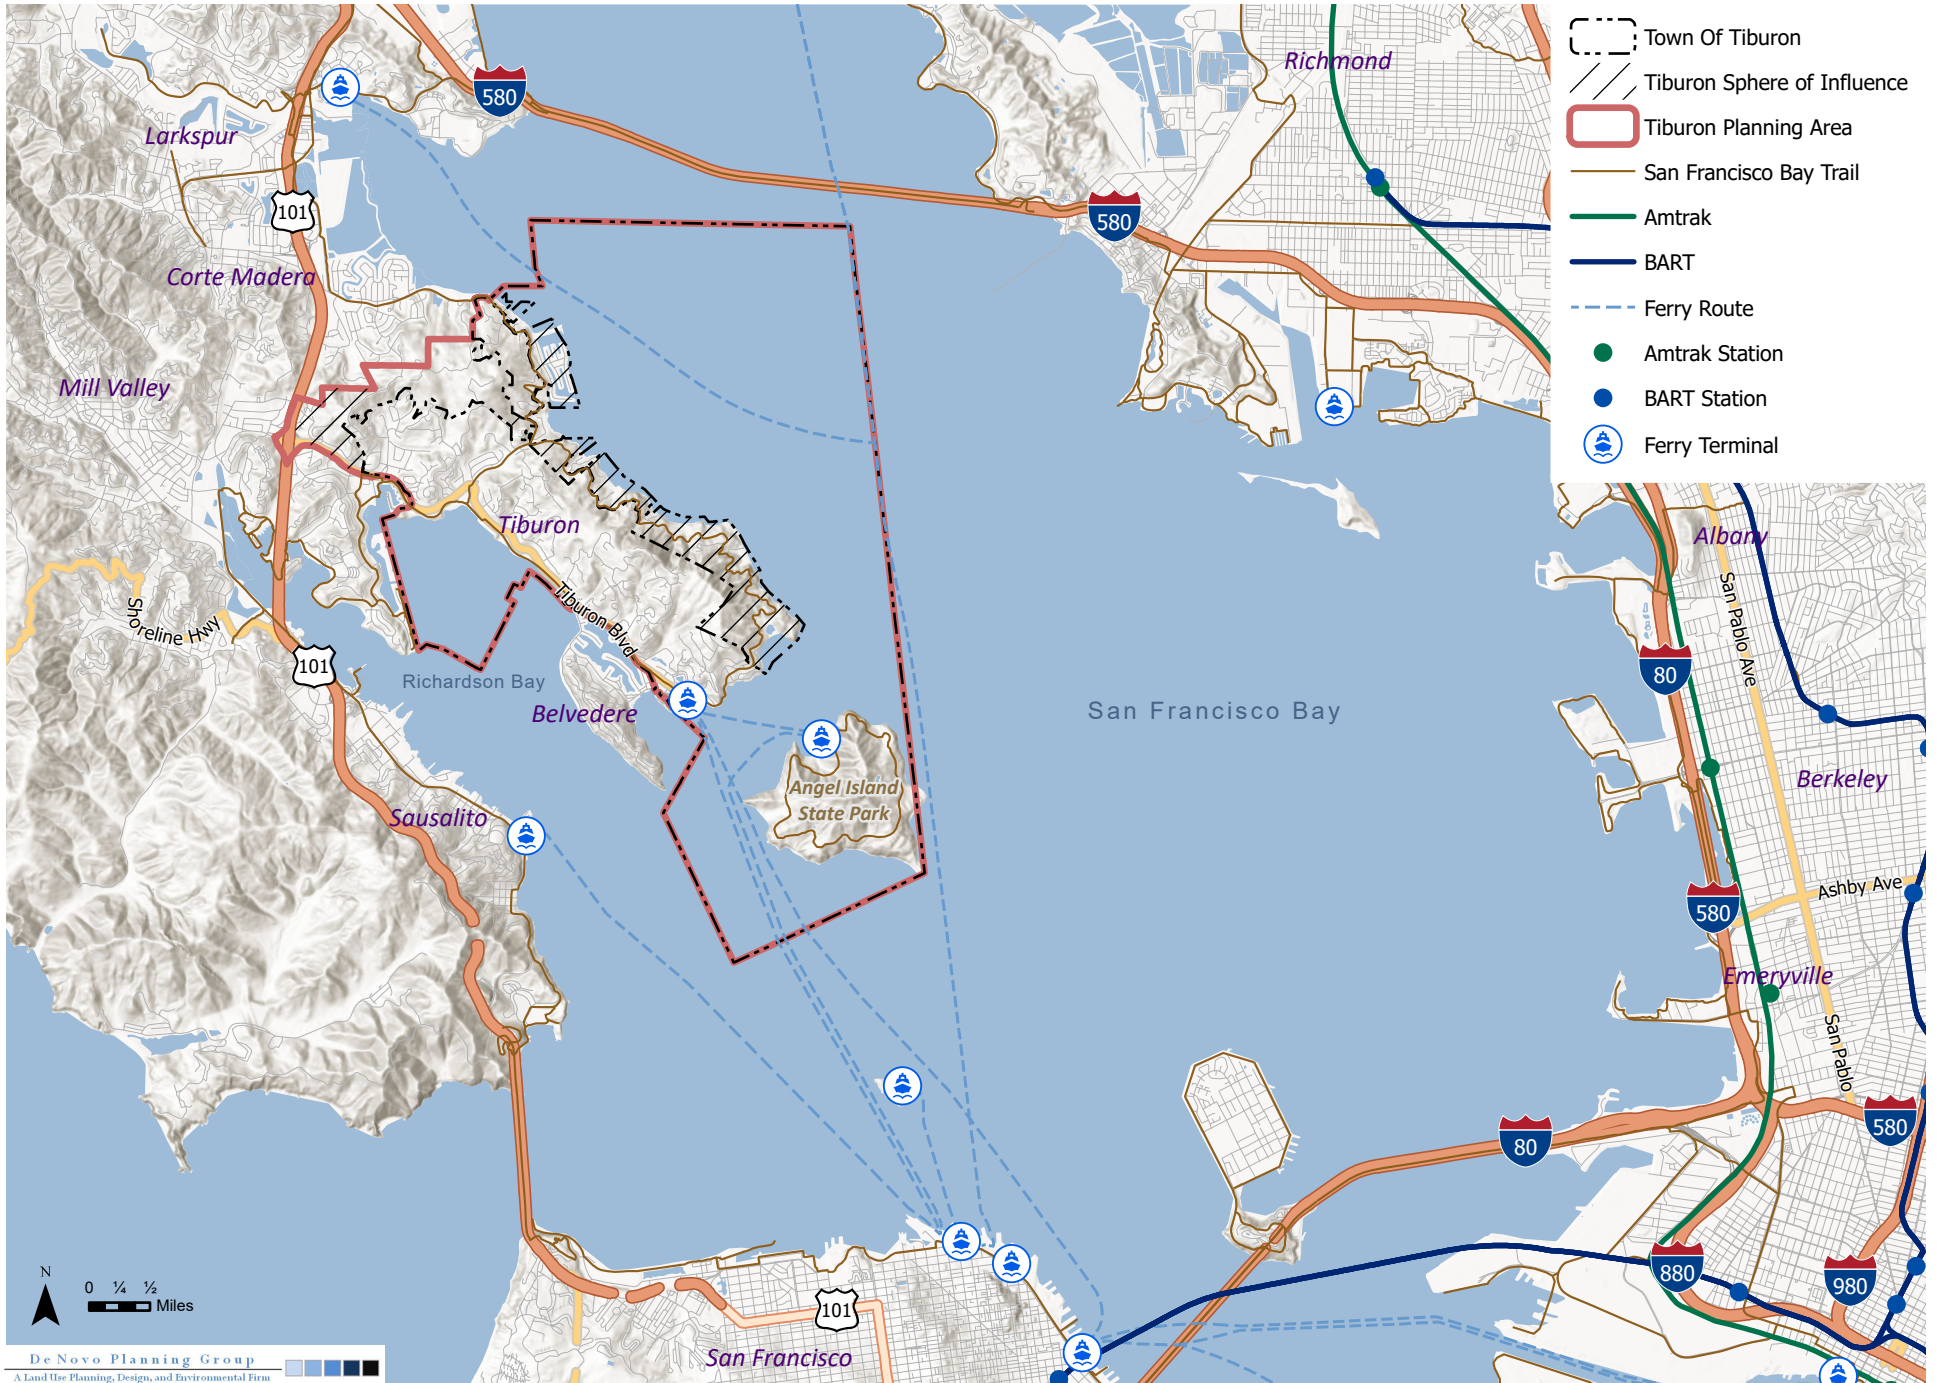 Town Of Tiburon
Tiburon Sphere of Influence
Tiburon Planning Area
San Francisco Bay Trail
Amtrak
BART
Ferry Route
Amtrak Station
BART Station
Ferry Terminal
Richmond
580
Larkspur
101
580
Corte Madera
Mill Valley
Tiburon
Albany
San Pablo Ave
Tiburon Blvd
Shoreline Hwy
101
80
Richardson Bay
Belvedere
San Francisco Bay
Berkeley
Angel Island
State Park
Sausalito
Ashby Ave
580
Emeryville
San Pablo
580
80
880
980
N
0 ¼ ½
Miles
101
San Francisco
De Novo Planning Group
A Land Use Planning, Design, and Environmental Firm